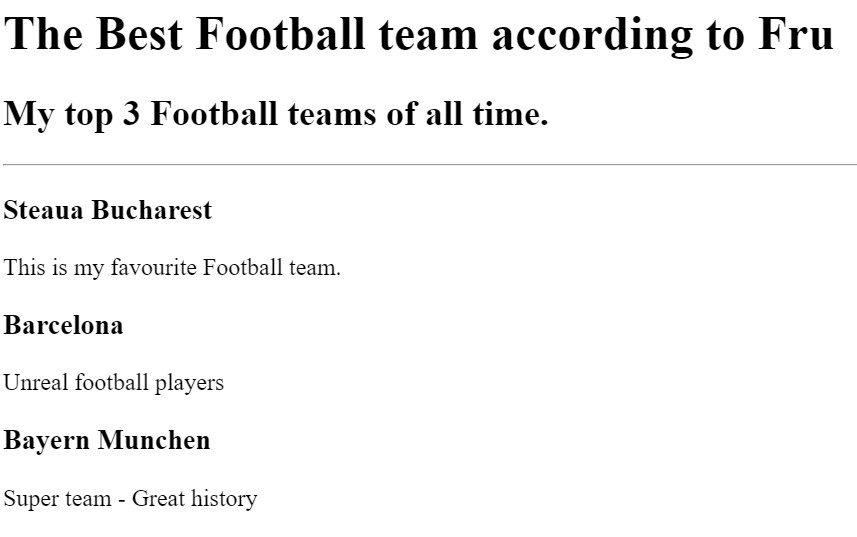 The Best Football team according to Fru
My top 3 Football teams of all time.
Steaua Bucharest
This is my favourite Football team.
Barcelona
Unreal football players
Bayern Munchen
Super team - Great history